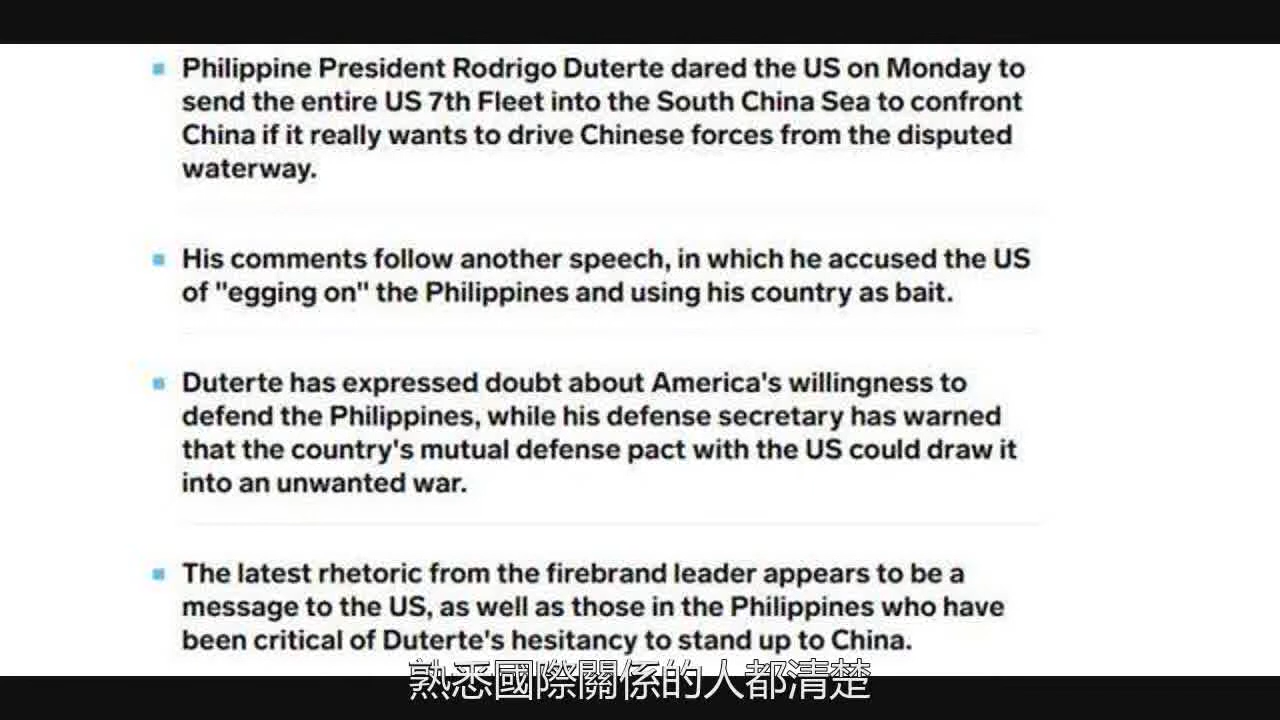 Philippine President Rodrigo Duterte dared the US on Monday to
send the entire US 7th Fleet into the South China Sea to confront
China if it really wants to drive Chinese forces from the disputed
waterway.
His comments follow another speech, in which he accused the US
of "egging on" the Philippines and using his country as bait.
Duterte has expressed doubt about America's willingness to
defend the Philippines, while his defense secretary has warned
that the country's mutual defense pact with the US could draw it
into an unwanted war.
The latest rhetoric from the firebrand leader appears to be a
message to the US, as well as those in the Philippines who have
been critical of Duterte's hesitancy to stand up to China.
熟悉國際關係的人都清楚